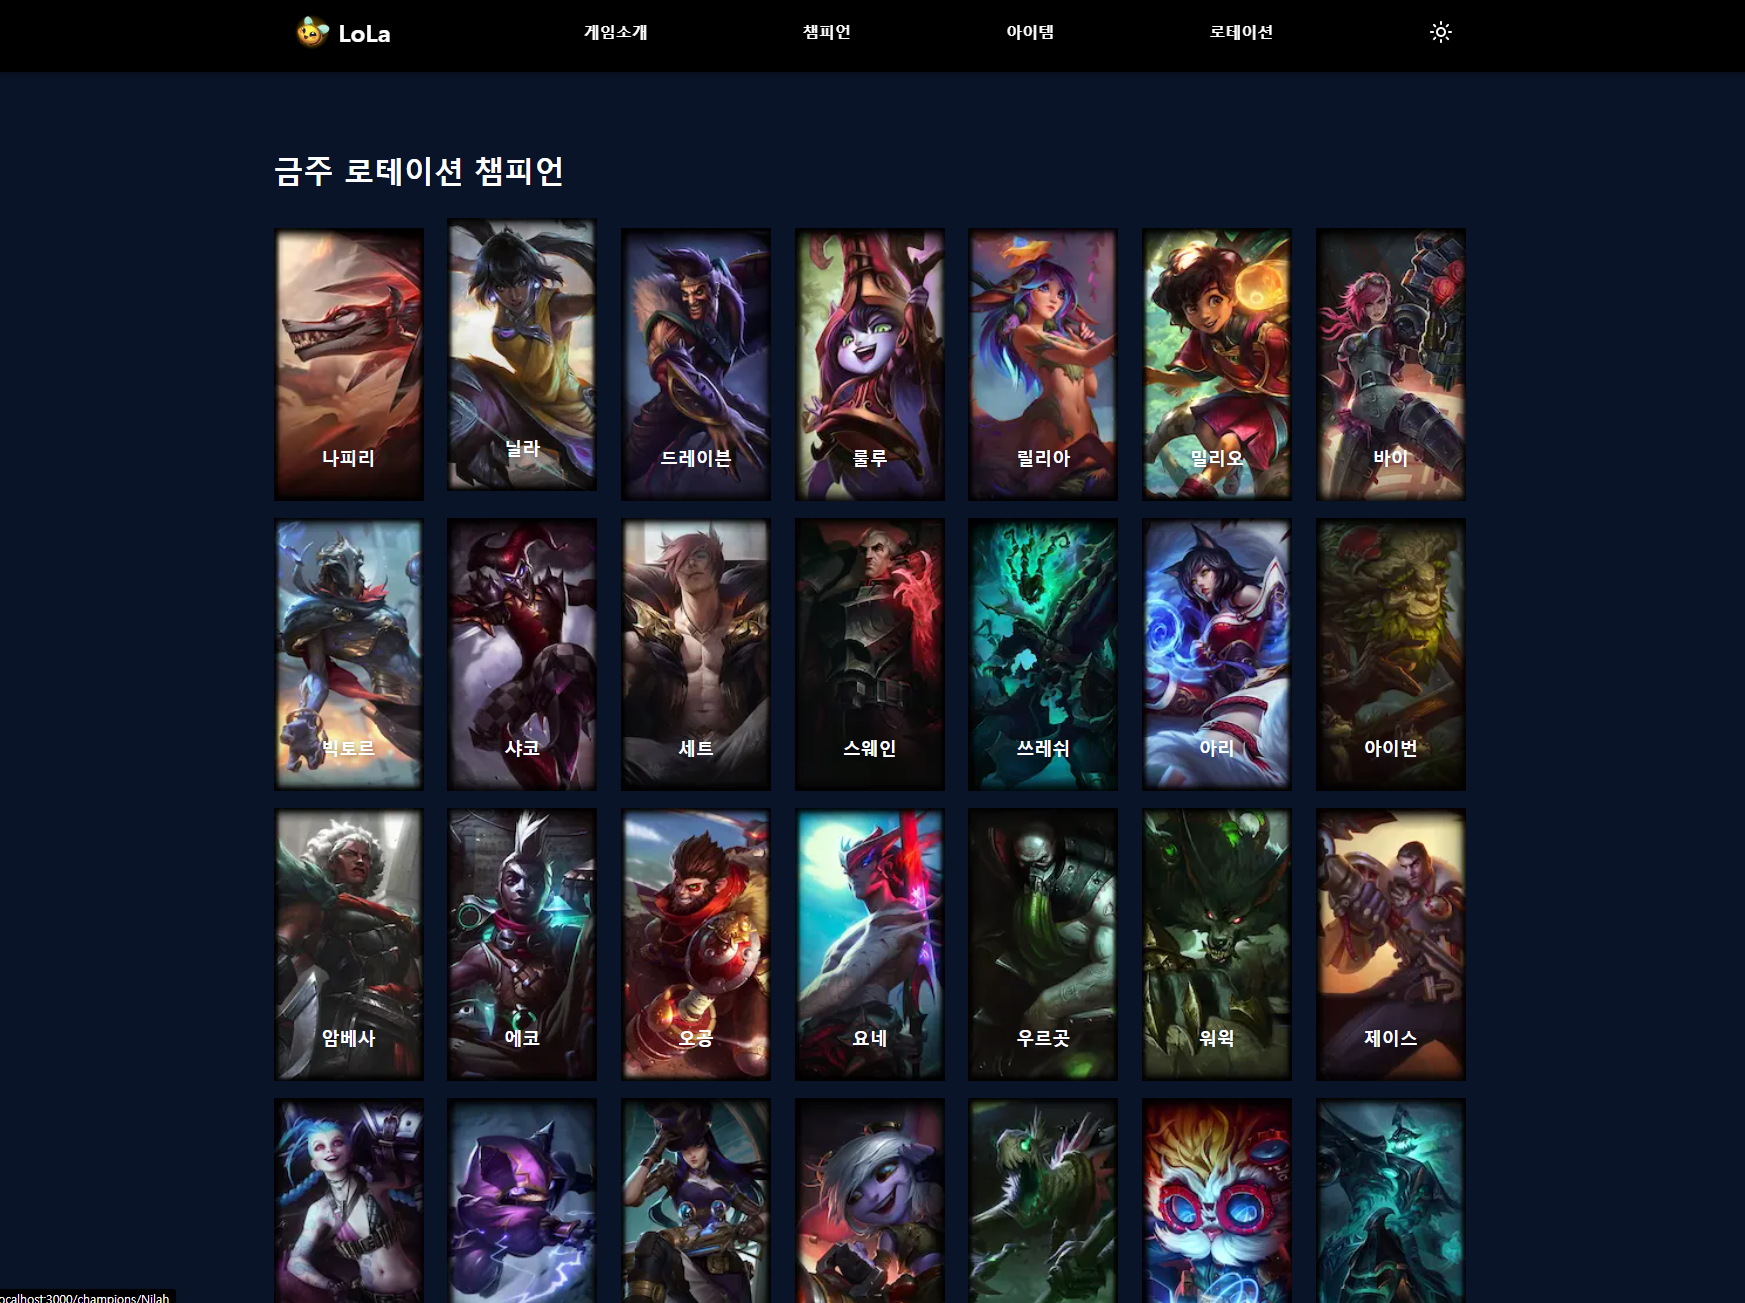 LoLa
게임소개
챔피언
아이템
로테이션
금주 로테이션 챔피언
나피리
닐라
드레이븐
룰루
릴리아
밀리오
바이
빅토르
샤코
세트
스웨인
쓰레쉬
아리
아이번
암베사
에코
오공
요네
우르곳
워윅
제이스
ocalhost:3000/champions/Nilah